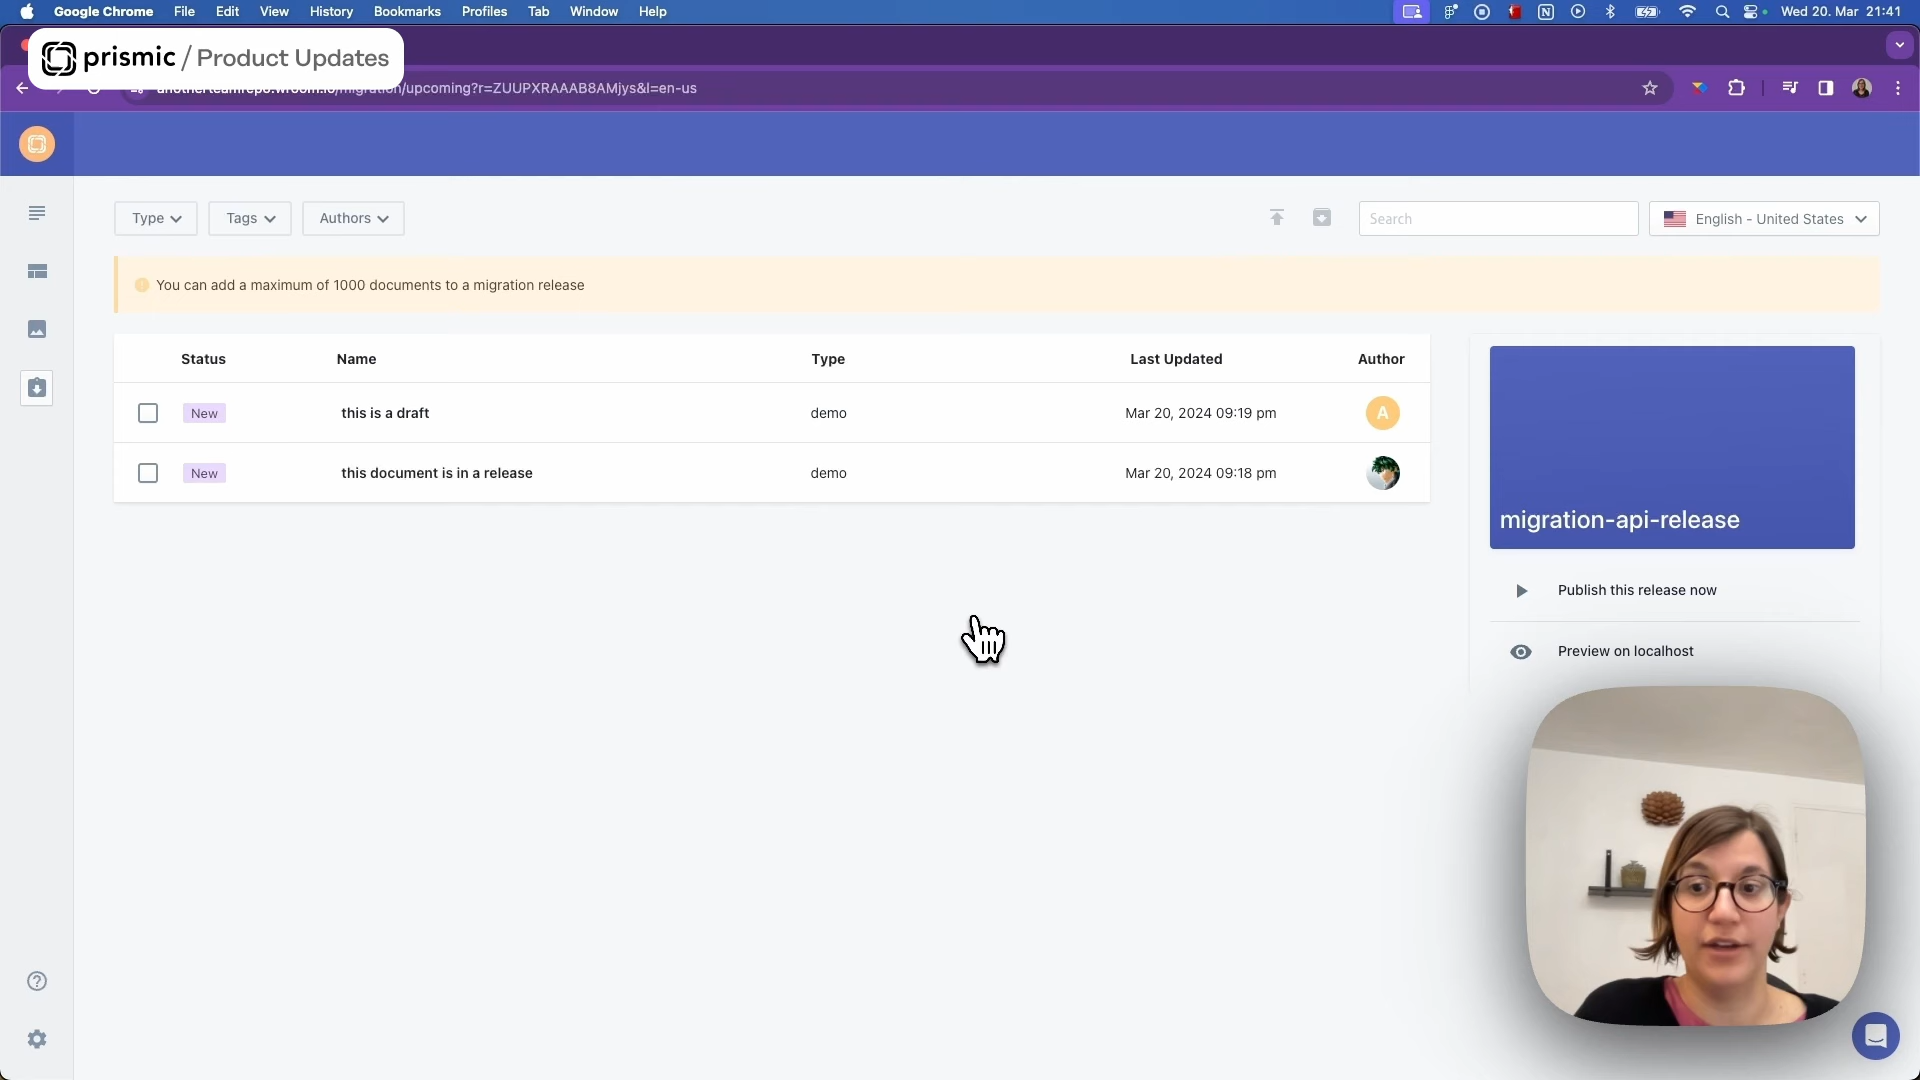 Google Chrome File Edit View History Bookmarks Profiles Tab Window Help Wed 20. Mar 21:41
prismic / Product Updates
/upcoming?r=ZUUPXRAAAB8AMjys&l=en-us
Type Tags Authors Search English - United States
You can add a maximum of 1000 documents to a migration release
Status Name Type Last Updated Author
New this is a draft demo Mar 20, 2024 09:19 pm A
New this document is in a release demo Mar 20, 2024 09:18 pm
migration-api-release
Publish this release now
Preview on localhost